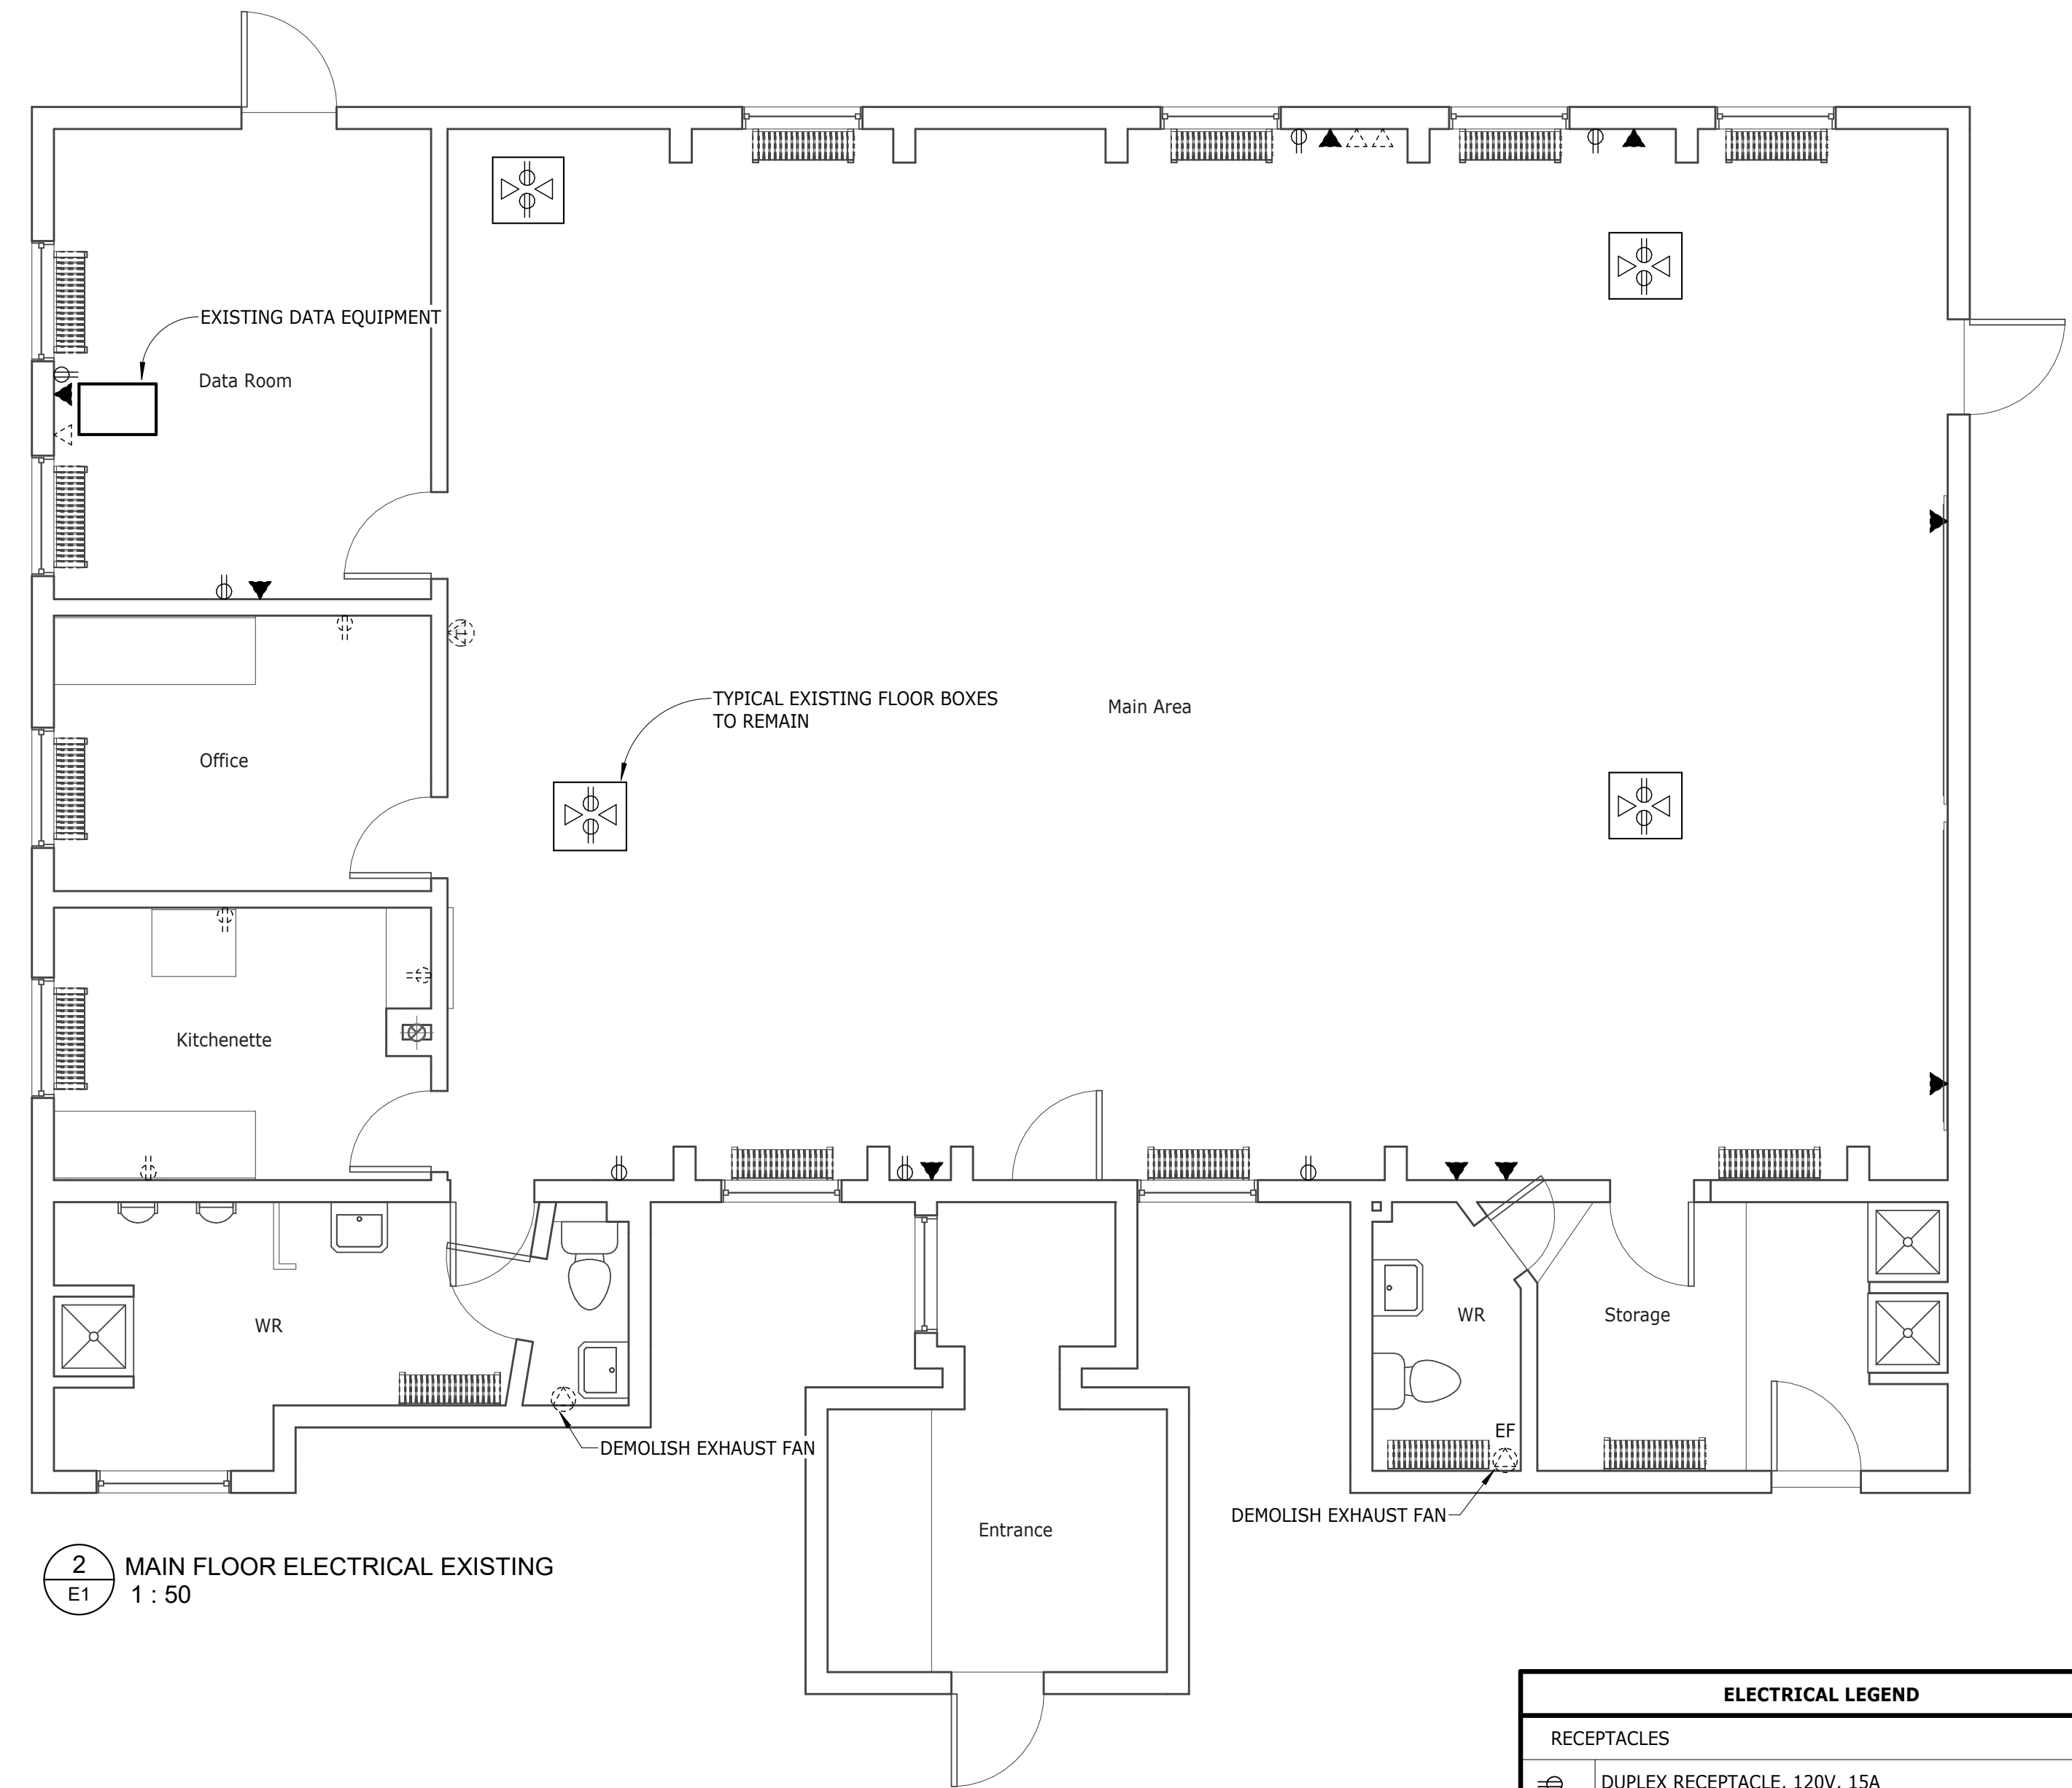 EXISTING DATA EQUIPMENT
Data Room
TYPICAL EXISTING FLOOR BOXES
TO REMAIN
Main Area
Office
Kitchenette
WR
WR
Storage
EF
DEMOLISH EXHAUST FAN
DEMOLISH EXHAUST FAN
Entrance
2
E1
MAIN FLOOR ELECTRICAL EXISTING
1 : 50
ELECTRICAL LEGEND
RECEPTACLES
DUPLEX RECEPTACLE, 120V, 15A